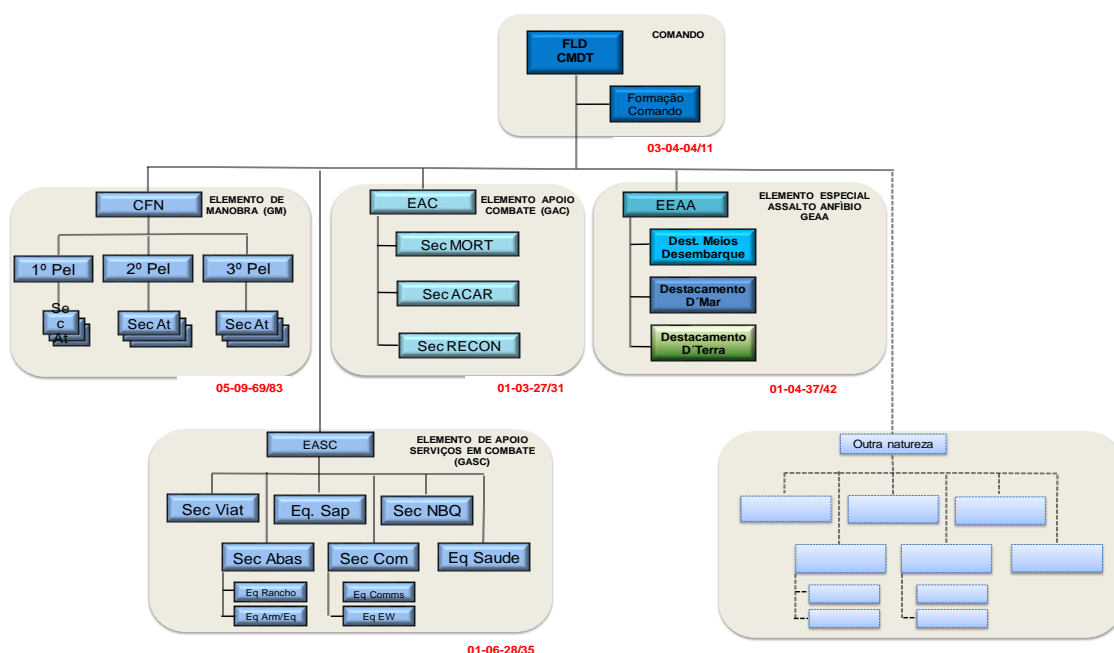 FLD
CMDT
COMANDO
Formação
Comando
03-04-04/11
CFN
ELEMENTO DE
MANOBRA (GM)
1º Pel
2º Pel
3º Pel
Se
c
At
Sec At
Sec At
05-09-69/83
EAC
ELEMENTO APOIO
COMBATE (GAC)
Sec MORT
Sec ACAR
Sec RECON
01-03-27/31
EEAA
ELEMENTO ESPECIAL
ASSALTO ANFÍBIO
GEAA
Dest. Meios
Desembarque
Destacamento
D´Mar
Destacamento
D´Terra
01-04-37/42
EASC
ELEMENTO DE APOIO
SERVIÇOS EM COMBATE
(GASC)
Sec Viat
Eq. Sap
Sec NBQ
Sec Abas
Sec Com
Eq Saude
Eq Rancho
Eq Comms
Eq Arm/Eq
Eq EW
01-06-28/35
Outra natureza